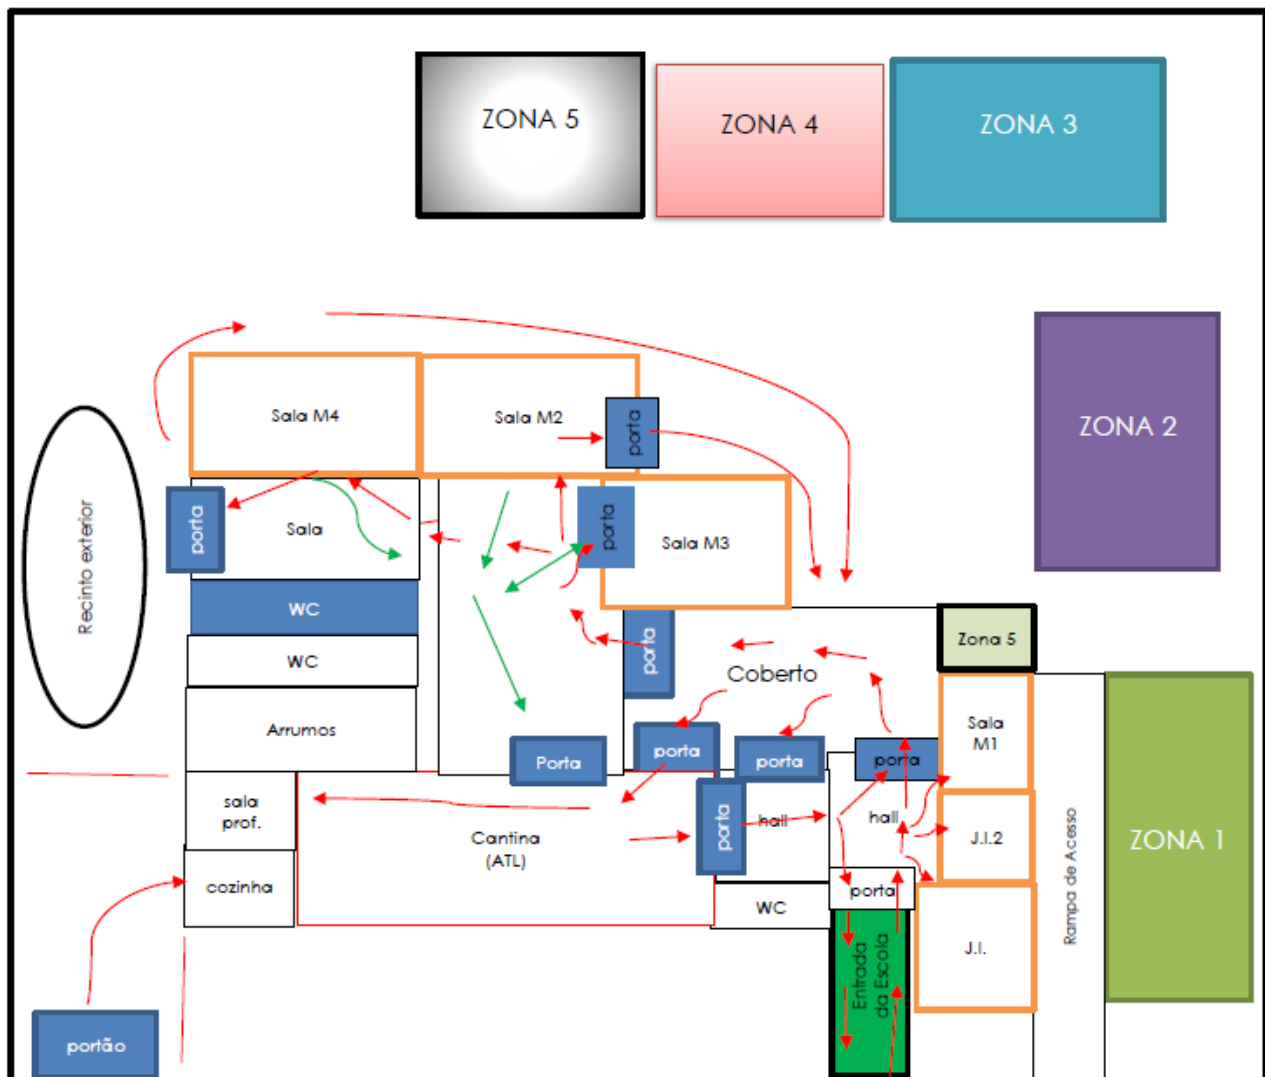 ZONA 5
ZONA 4
ZONA 3
ZONA 2
Sala M4
Sala M2
porta
Recinto exterior
porta
Sala
porta
Sala M3
WC
WC
porta
Zona 5
Coberto
Arrumos
Sala
M1
Porta
porta
porta
porta
sala
prof.
Cantina
(ATL)
porta
hall
hall
J.I.2
Rampa de Acesso
ZONA 1
cozinha
WC
porta
J.I.
Entrada
da Escola
portão